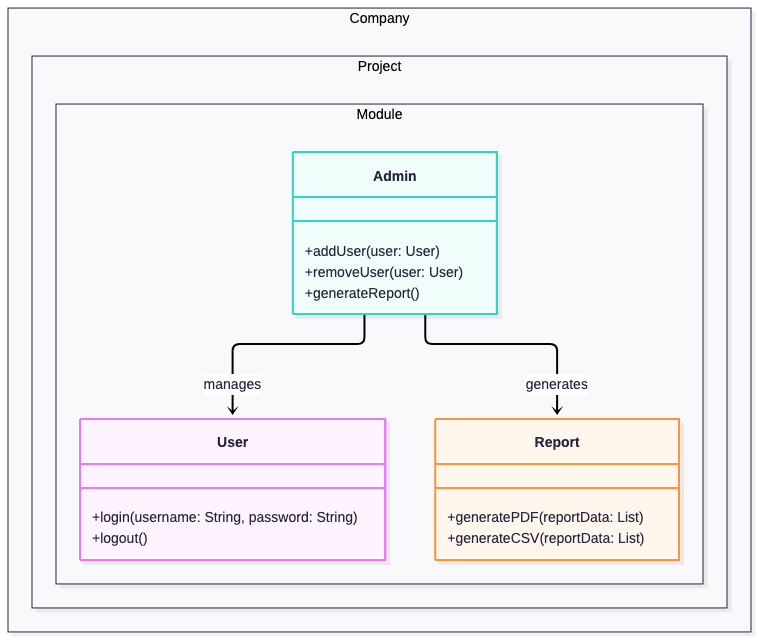 Company
Project
Module
Admin
+addUser(user: User)
+removeUser(user: User)
+generateReport()
manages
generates
User
+login(username: String, password: String)
+logout()
Report
+generatePDF(reportData: List)
+generateCSV(reportData: List)